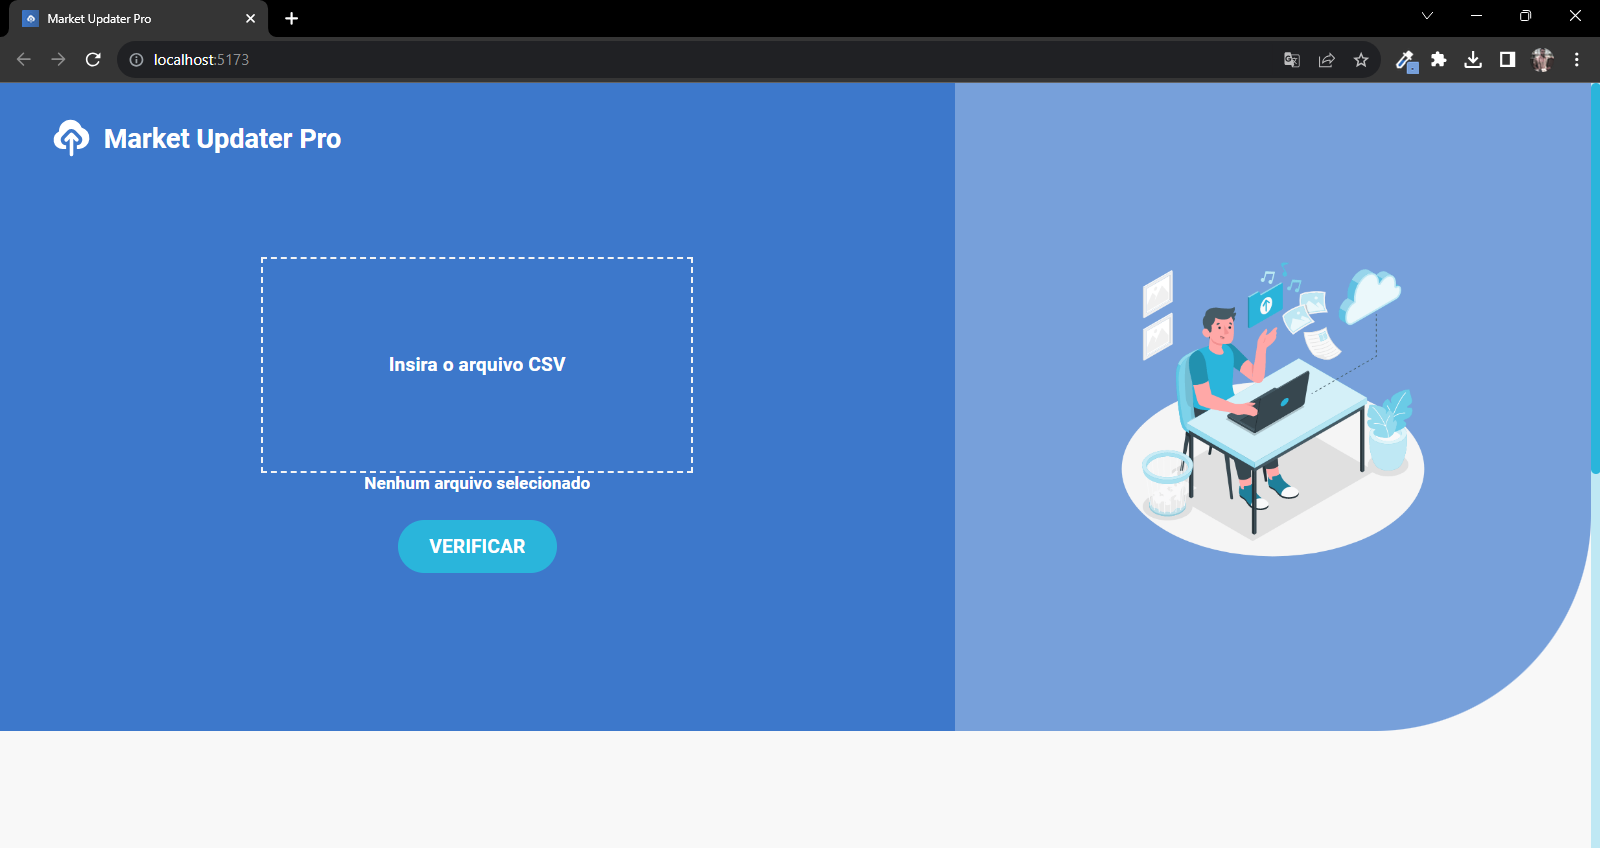 Market Updater Pro
localhost:5173
Market Updater Pro
Insira o arquivo CSV
Nenhum arquivo selecionado
VERIFICAR